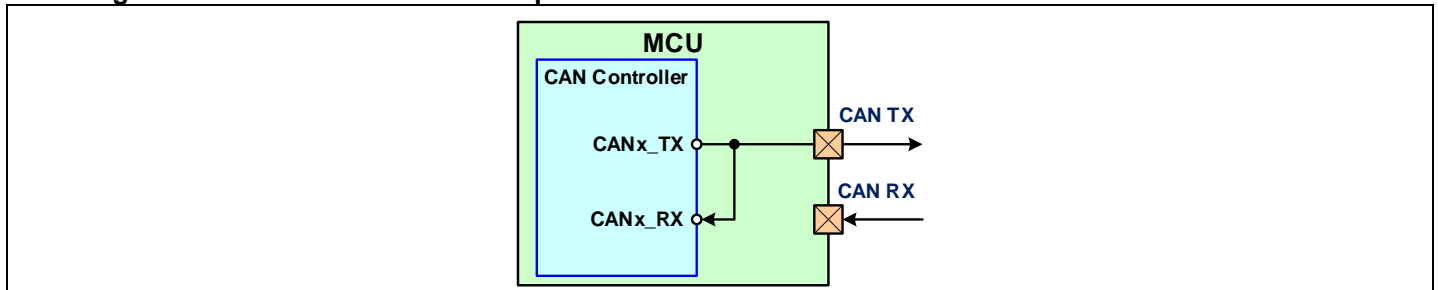 MCU
CAN Controller
CAN TX
CANx_TX
CAN RX
CANx_RX